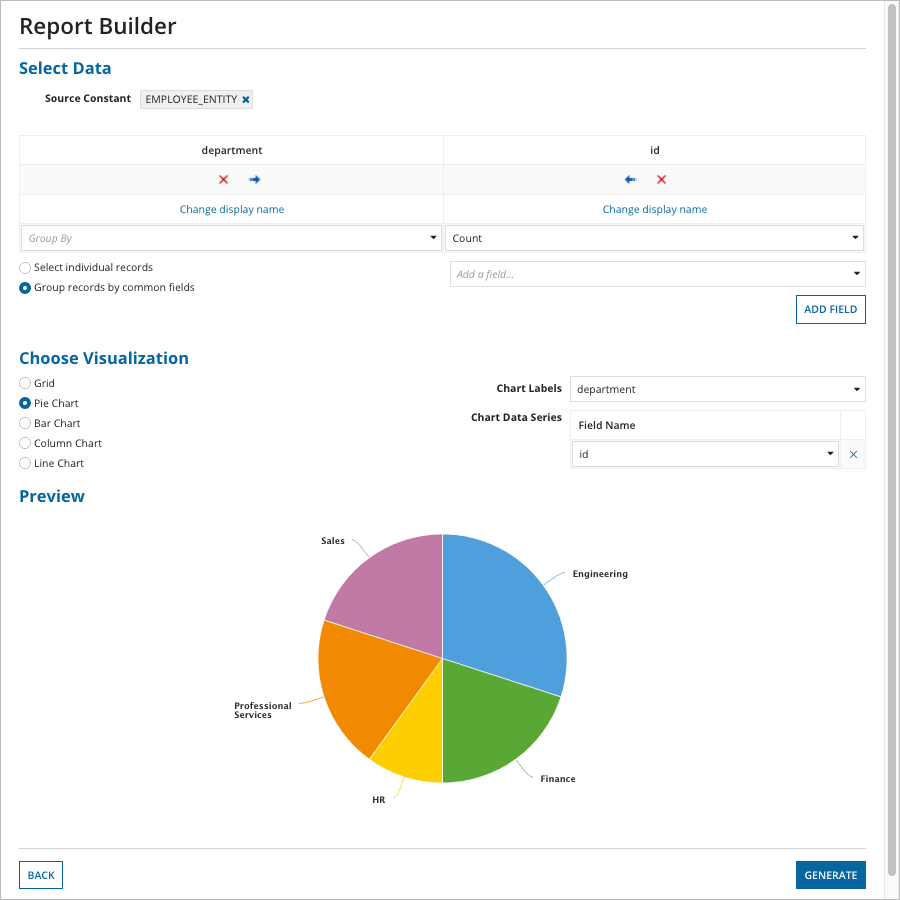 Report Builder
Select Data
Source Constant EMPLOYEE_ENTITY
department id
Change display name Change display name
Group By Count
Select individual records
Add a field...
Group records by common fields
ADD FIELD
Choose Visualization
Grid
Chart Labels department
Pie Chart
Chart Data Series Field Name
Bar Chart
Column Chart
id
Line Chart
Preview
Sales
Engineering
Professional
Services
Finance
HR
BACK GENERATE